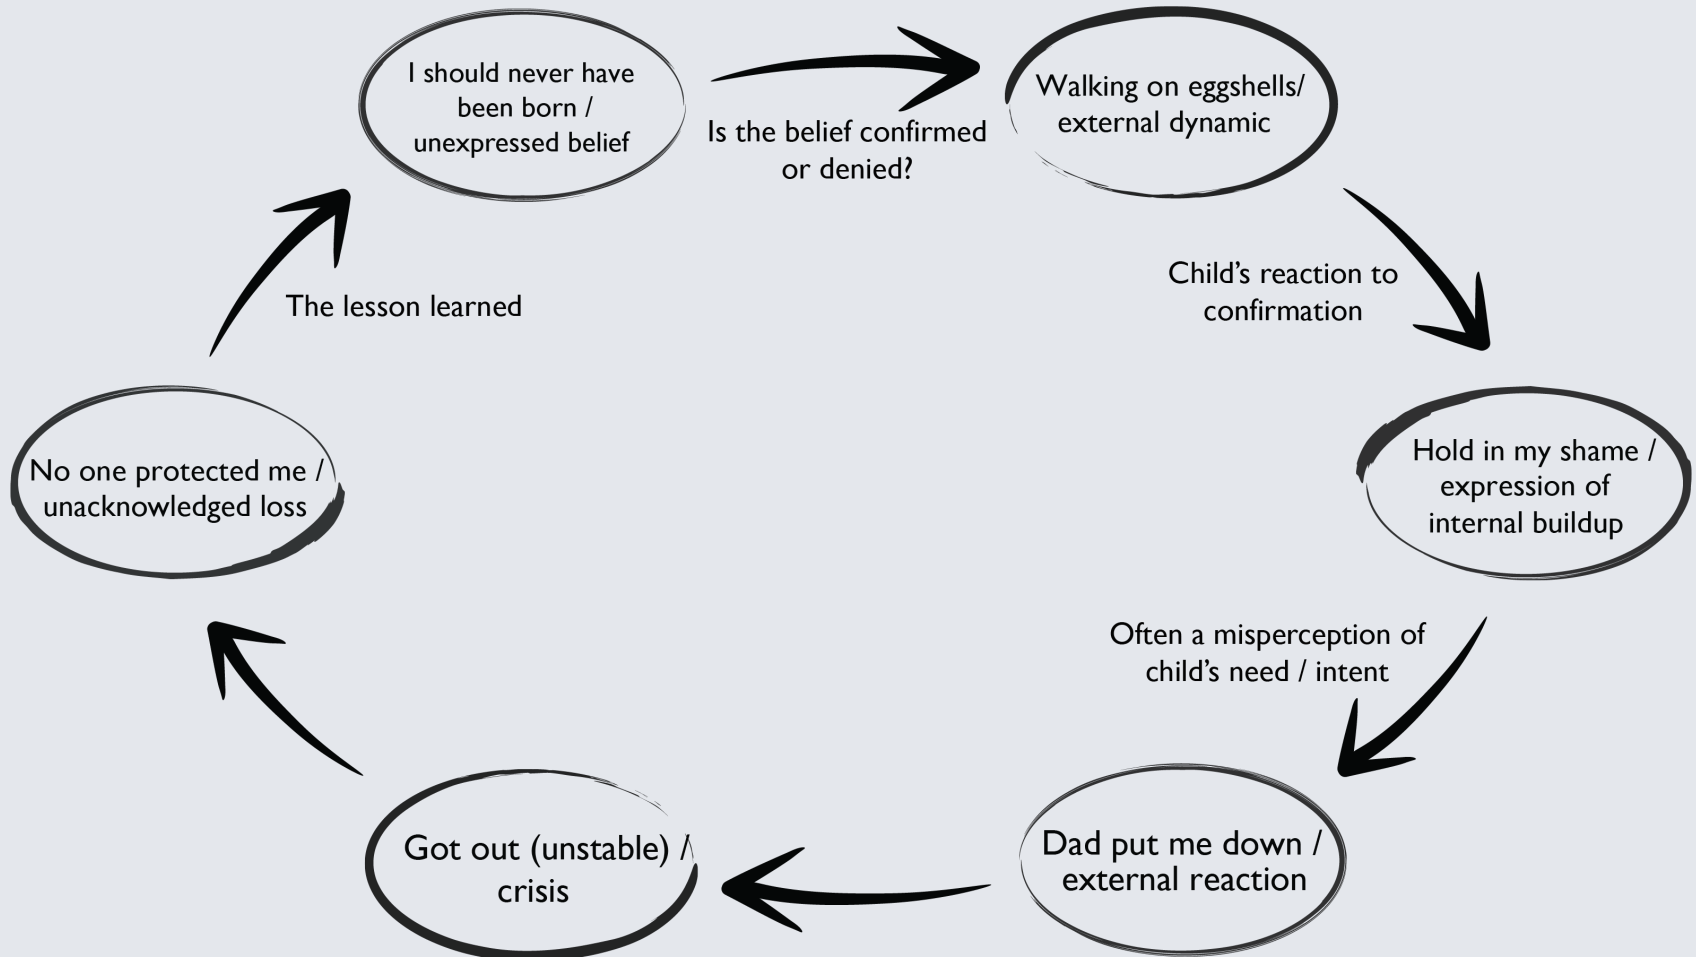 I should never have
been born /
unexpressed belief
Is the belief confirmed
or denied?
Walking on eggshells/
external dynamic
Child’s reaction to
confirmation
Hold in my shame /
expression of
internal buildup
Often a misperception of
child’s need / intent
Dad put me down /
external reaction
Got out (unstable) /
crisis
No one protected me /
unacknowledged loss
The lesson learned